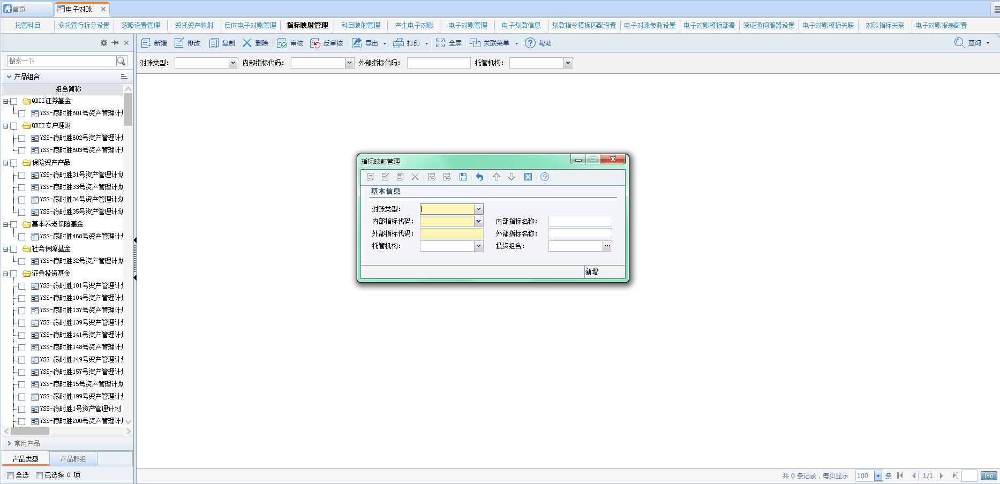 首页
电子对账
托管科目 多托管行拆分设置 忽略设置管理 资托资产映射 反向电子对账管理 指标映射管理 科目映射管理 产生电子对账 电子对账管理 电子划款信息 划款指令模板匹配设置 电子对账参数设置 电子对账模板部署 深证通伺服器设置 电子对账模板关联 对账指标关联 电子对账报表配置
新增 修改 复制 删除 审核 反审核 导出 打印 全屏 关联菜单 帮助 查询
搜索一下
对账类型： 内部指标代码： 外部指标代码： 托管机构：
产品组合
组合简称
QDII证券基金
YSS-赢时胜601号资产管理计划
QDII专户理财
YSS-赢时胜602号资产管理计划
YSS-赢时胜603号资产管理计划
保险资产产品
YSS-赢时胜31号资产管理计划
YSS-赢时胜33号资产管理计划
YSS-赢时胜34号资产管理计划
YSS-赢时胜35号资产管理计划
基本养老保险基金
YSS-赢时胜468号资产管理计划
社会保障基金
YSS-赢时胜32号资产管理计划
证券投资基金
YSS-赢时胜101号资产管理计划
YSS-赢时胜104号资产管理计划
YSS-赢时胜137号资产管理计划
YSS-赢时胜139号资产管理计划
YSS-赢时胜141号资产管理计划
YSS-赢时胜148号资产管理计划
YSS-赢时胜149号资产管理计划
YSS-赢时胜157号资产管理计划
YSS-赢时胜15号资产管理计划
YSS-赢时胜199号资产管理计划
YSS-赢时胜1号资产管理计划
YSS-赢时胜200号资产管理计划
常用产品
产品类型 产品群组
全选 已选择 0 项
指标映射管理
基本信息
对账类型：
内部指标代码： 内部指标名称：
外部指标代码： 外部指标名称：
托管机构： 投资组合：
新增
共 0 条记录，每页显示 100 条 1/1 Go